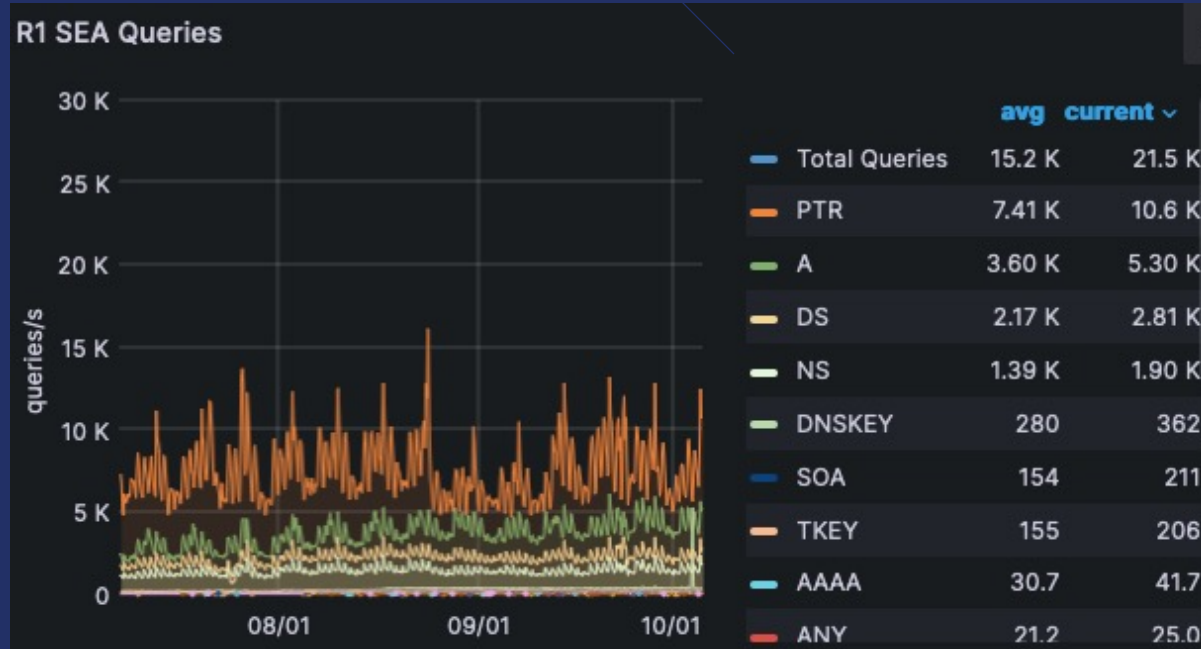 R1 SEA Queries
30 K
25 K
20 K
15 K
10 K
5 K
0
queries/s
08/01 09/01 10/01
avg current
Total Queries 15.2 K 21.5 K
PTR 7.41 K 10.6 K
A 3.60 K 5.30 K
DS 2.17 K 2.81 K
NS 1.39 K 1.90 K
DNSKEY 280 362
SOA 154 211
TKEY 155 206
AAAA 30.7 41.7
ANY 21.2 25.0